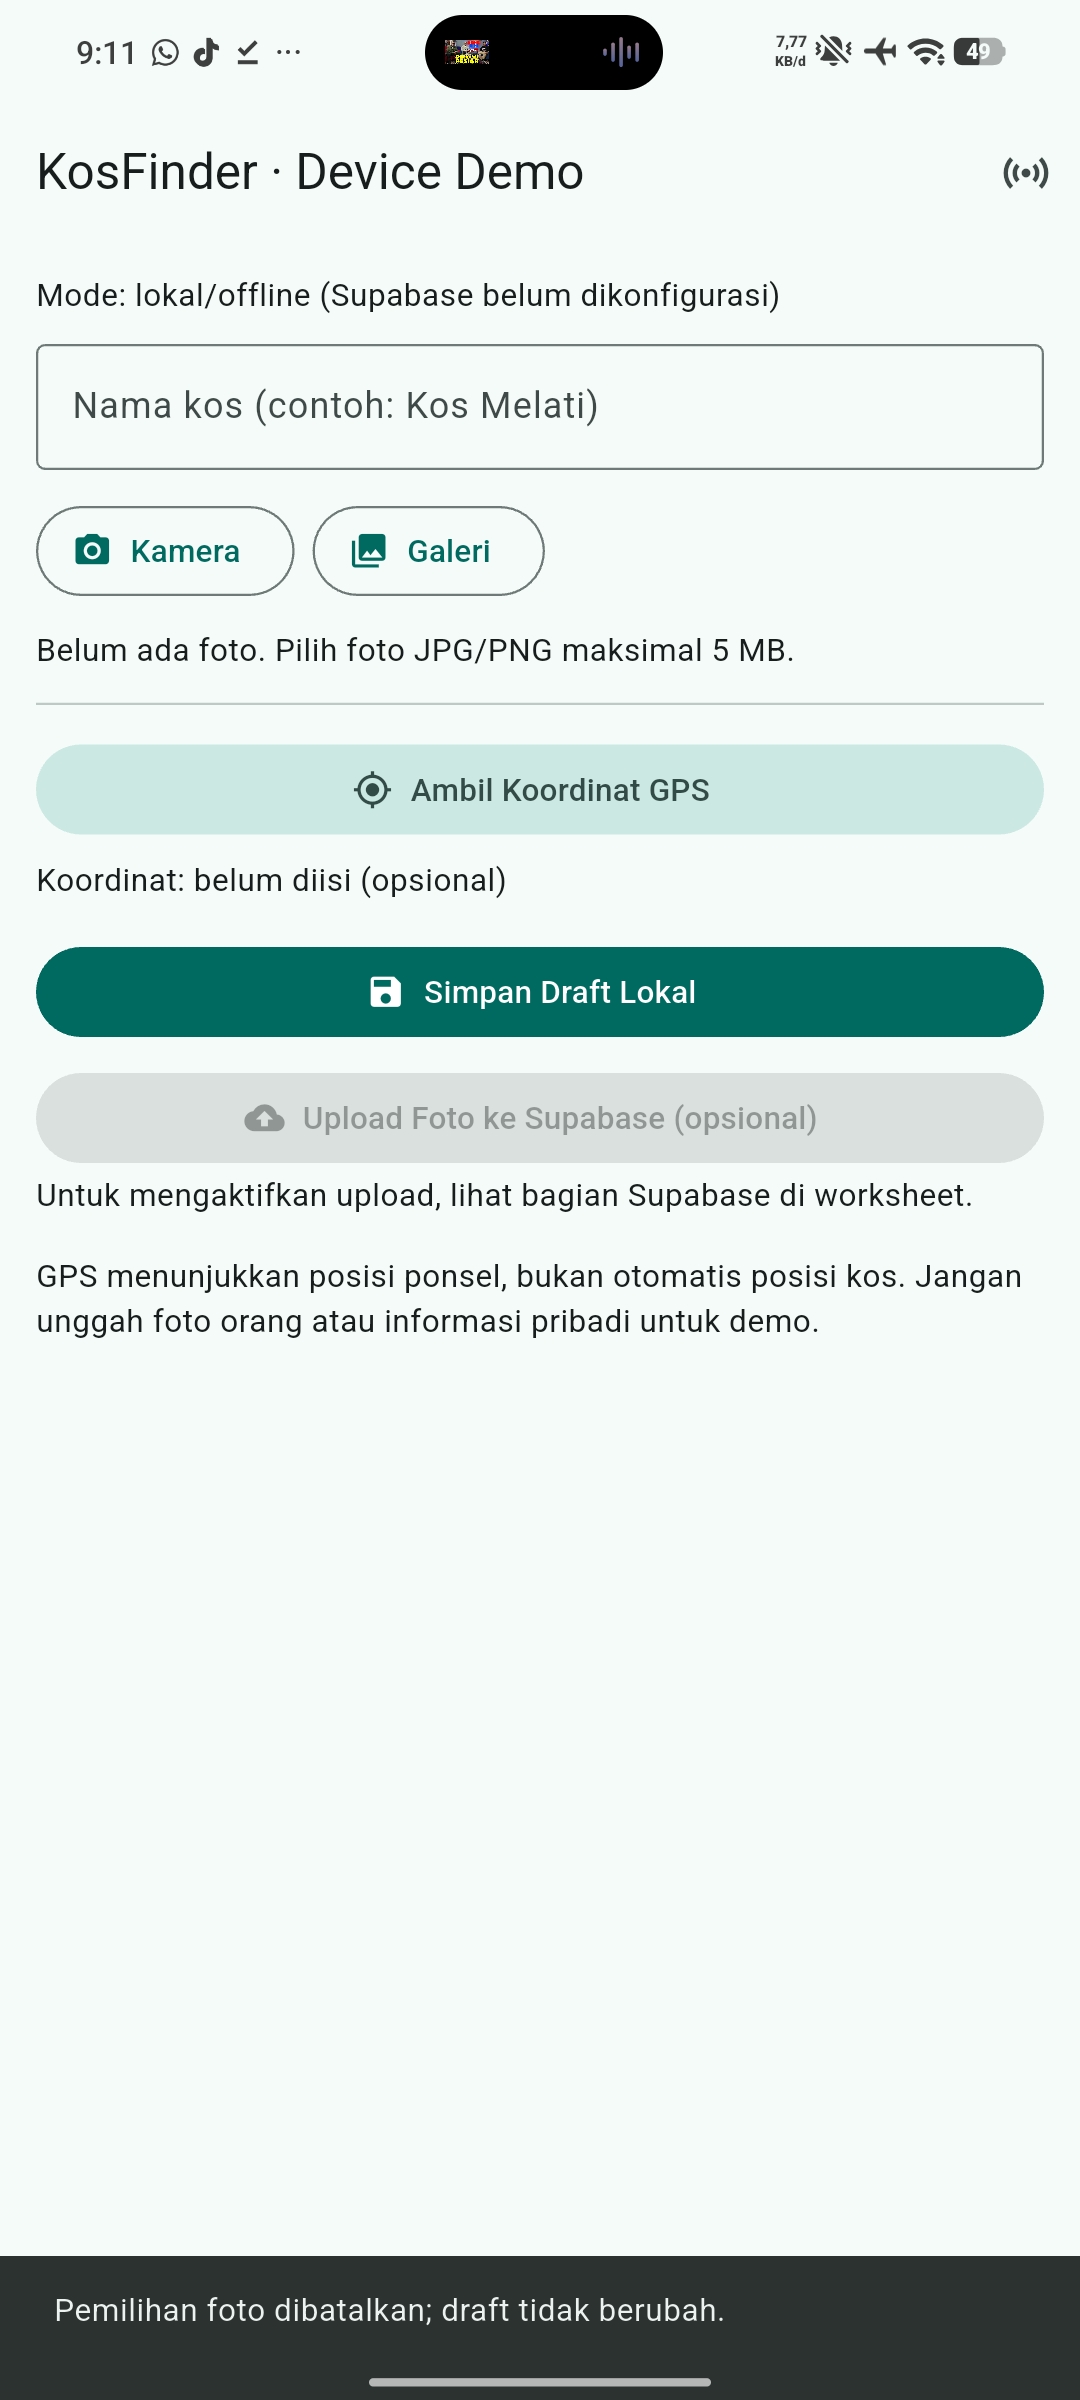 9:11
7,77
KB/d
49
KosFinder · Device Demo
Mode: lokal/offline (Supabase belum dikonfigurasi)
Nama kos (contoh: Kos Melati)
Kamera
Galeri
Belum ada foto. Pilih foto JPG/PNG maksimal 5 MB.
Ambil Koordinat GPS
Koordinat: belum diisi (opsional)
Simpan Draft Lokal
Upload Foto ke Supabase (opsional)
Untuk mengaktifkan upload, lihat bagian Supabase di worksheet.
GPS menunjukkan posisi ponsel, bukan otomatis posisi kos. Jangan
unggah foto orang atau informasi pribadi untuk demo.
Pemilihan foto dibatalkan; draft tidak berubah.